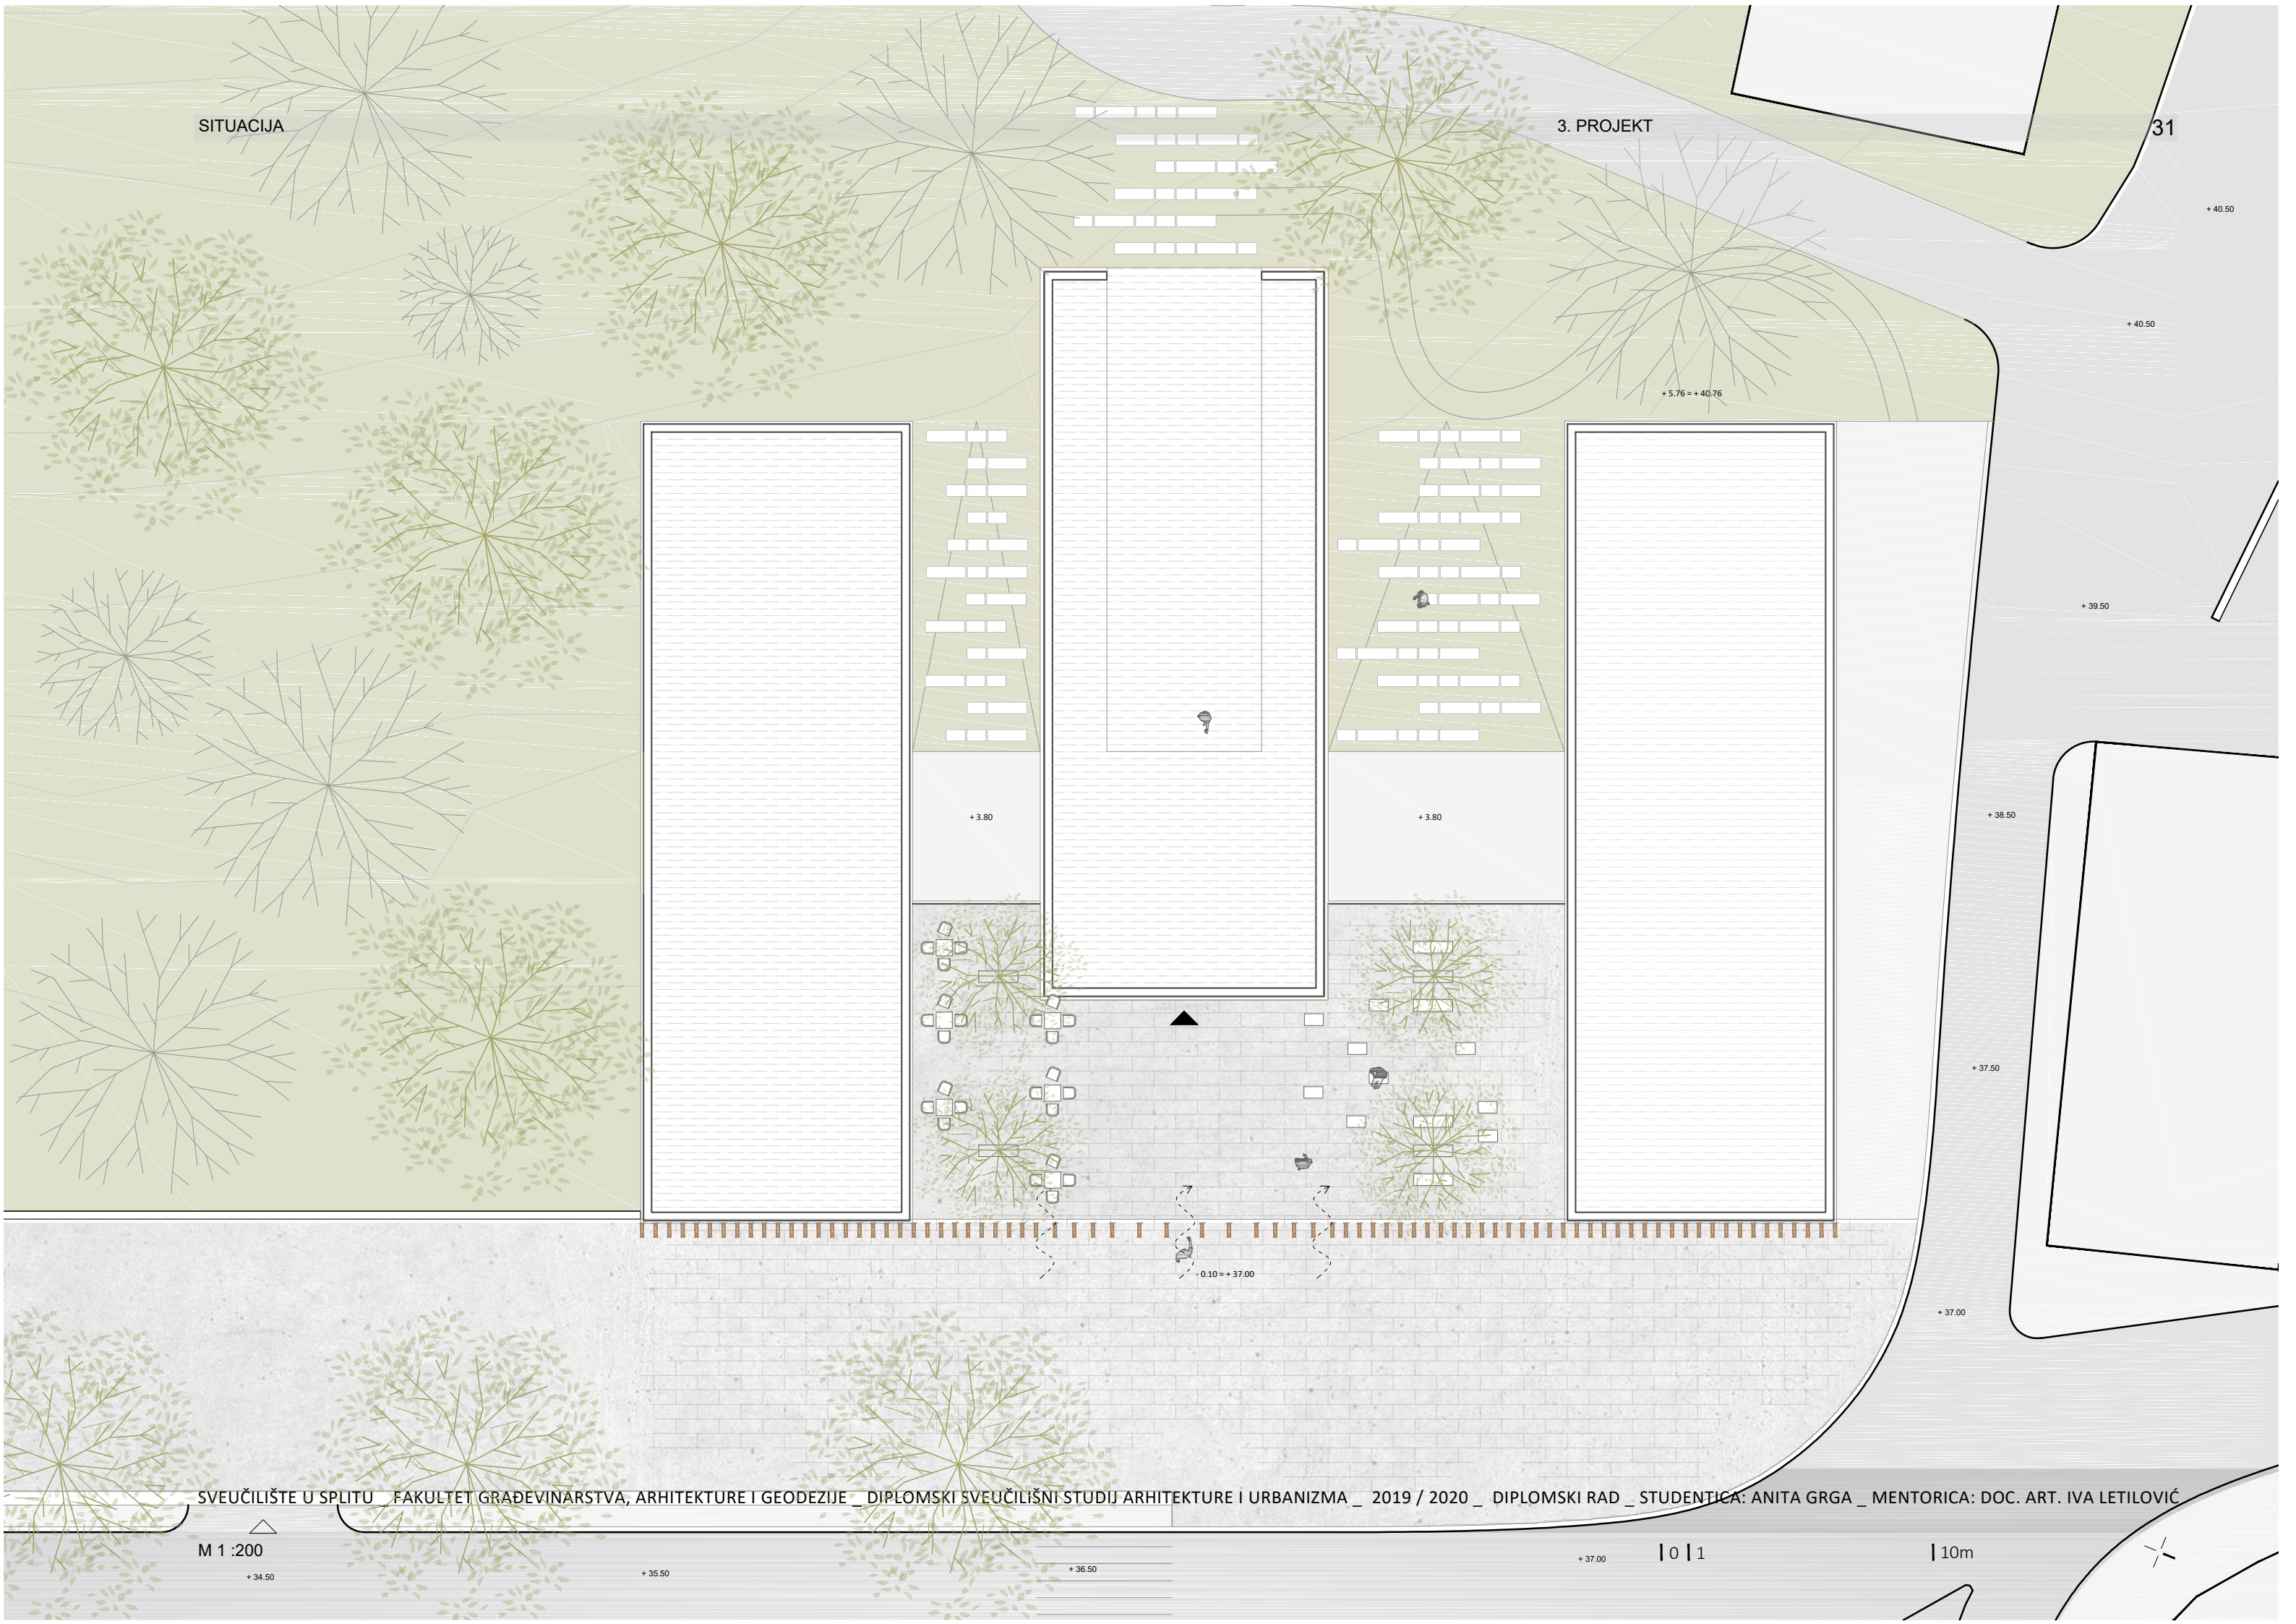 SITUACIJA
3. PROJEKT
31
+ 40.50
+ 40.50
+ 5.76 = + 40.76
+ 39.50
+ 3.80
+ 3.80
+ 38.50
+ 37.50
- 0.10 = + 37.00
+ 37.00
SVEUČILIŠTE U SPLITU _ FAKULTET GRAĐEVINARSTVA, ARHITEKTURE I GEODEZIJE _ DIPLOMSKI SVEUČILIŠNI STUDIJ ARHITEKTURE I URBANIZMA _ 2019 / 2020 _ DIPLOMSKI RAD _ STUDENTICA: ANITA GRGA _ MENTORICA: DOC. ART. IVA LETILOVIĆ
M 1 :200
0 1
10m
+ 37.00
+ 36.50
+ 35.50
+ 34.50